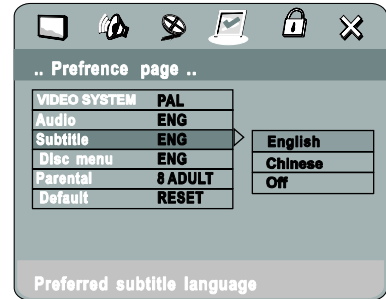 .. Prefrence page ..
VIDEO SYSTEM PAL
Audio ENG
Subtitle ENG
Disc menu ENG
Parental 8 ADULT
Default RESET
English
Chinese
Off
Preferred subtitle language